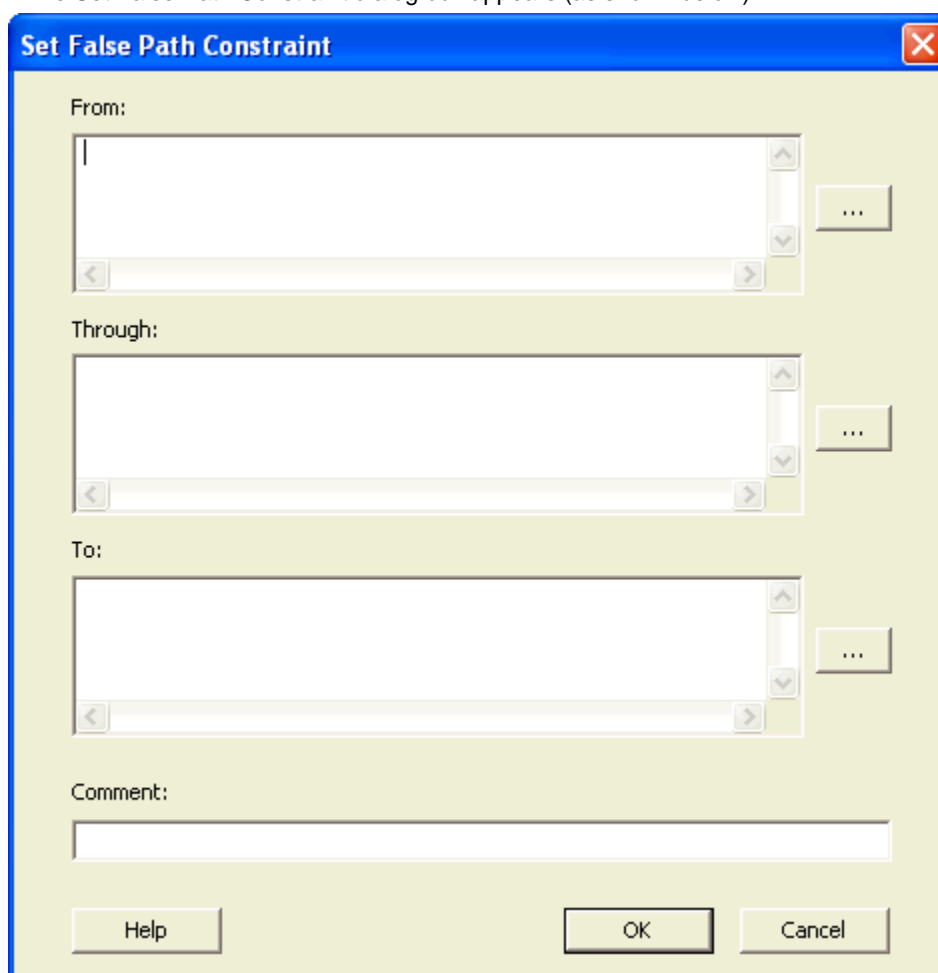 Set False Path Constraint
From:
...
Through:
...
To:
...
Comment:
Help OK Cancel